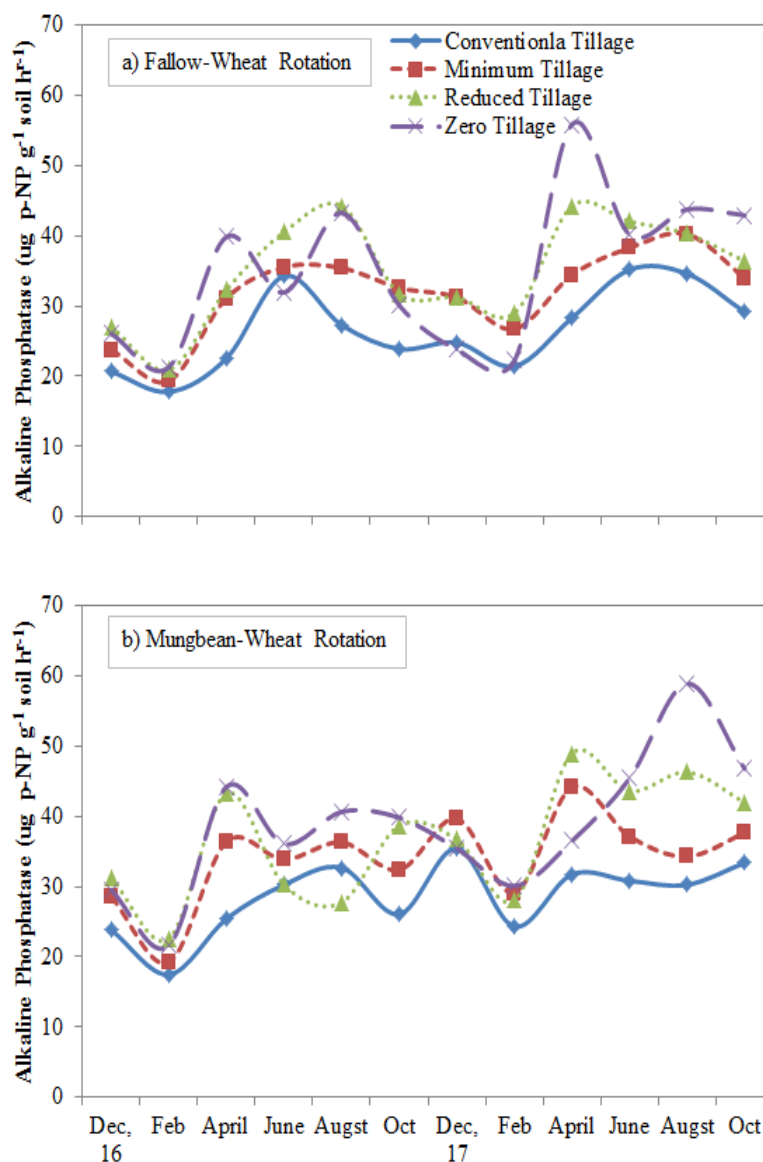 70
60
50
40
30
20
10
0
Alkaline Phosphatase (ug p-NP g⁻¹ soil hr⁻¹)
a) Fallow-Wheat Rotation
Conventionla Tillage
Minimum Tillage
Reduced Tillage
Zero Tillage
70
60
50
40
30
20
10
0
Alkaline Phosphatase (ug p-NP g⁻¹ soil hr⁻¹)
b) Mungbean-Wheat Rotation
Dec, Feb April June Augst Oct Dec, Feb April June Augst Oct
16 17